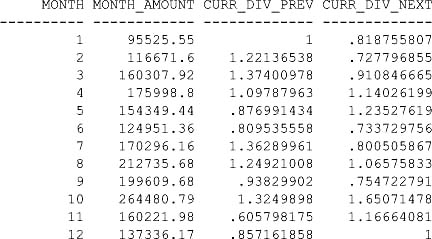 MONTH MONTH_AMOUNT CURR_DIV_PREV CURR_DIV_NEXT
---------- ------------ ------------- -------------
1 95525.55 1 .818755807
2 116671.6 1.22136538 .727796855
3 160307.92 1.37400978 .910846665
4 175998.8 1.09787963 1.14026199
5 154349.44 .876991434 1.23527619
6 124951.36 .809535558 .733729756
7 170296.16 1.36289961 .800505867
8 212735.68 1.24921008 1.06575833
9 199609.68 .93829902 .754722791
10 264480.79 1.3249898 1.65071478
11 160221.98 .605798175 1.16664081
12 137336.17 .857161858 1